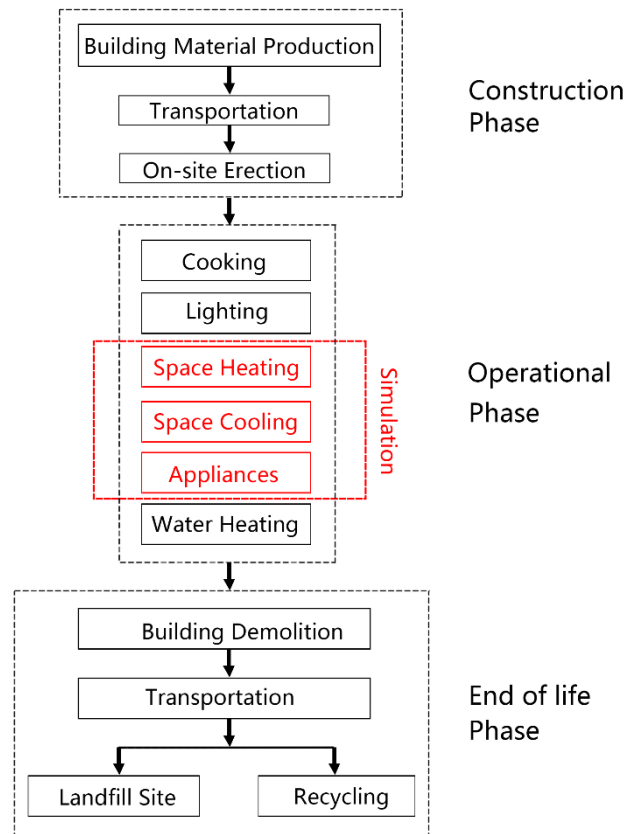 Building Material Production
Transportation
On-site Erection
Construction
Phase
Cooking
Lighting
Space Heating
Space Cooling
Appliances
Water Heating
Simulation
Operational
Phase
Building Demolition
Transportation
Landfill Site
Recycling
End of life
Phase